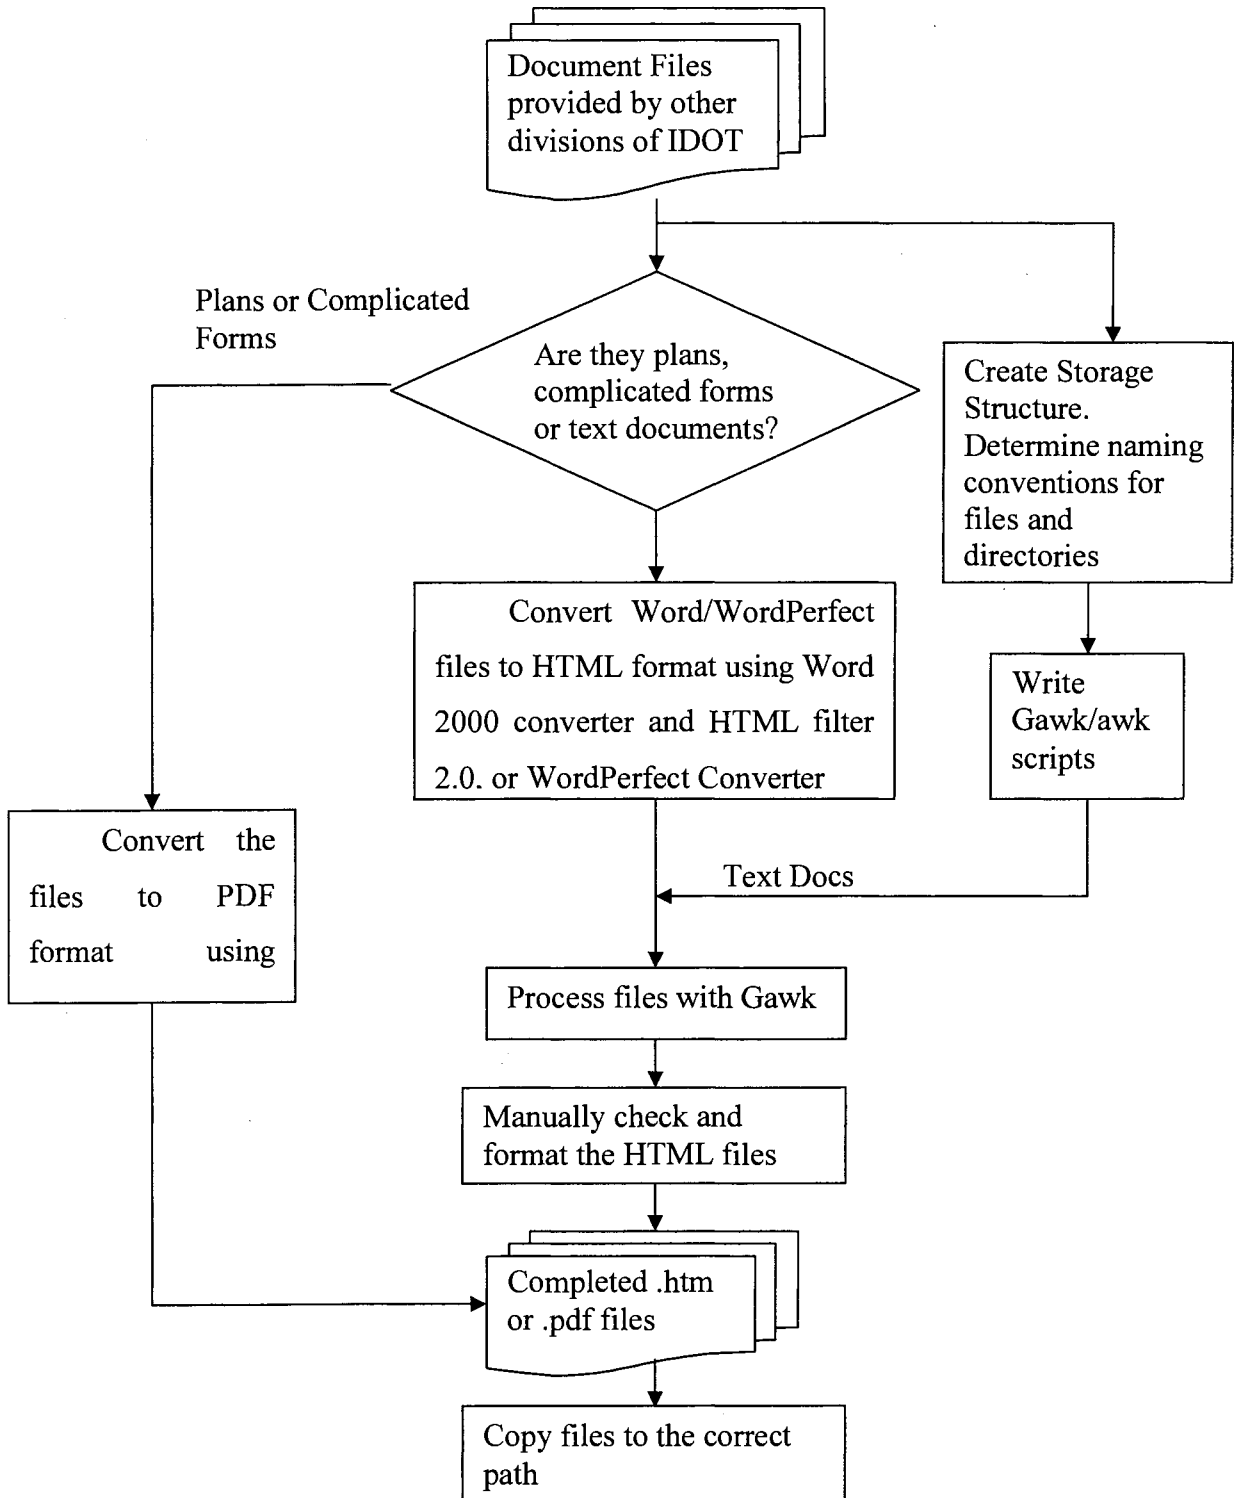 Document Files
provided by other
divisions of IDOT
Plans or Complicated
Forms
Are they plans,
complicated forms
or text documents?
Create Storage
Structure.
Determine naming
conventions for
files and
directories
Convert Word/WordPerfect
files to HTML format using Word
2000 converter and HTML filter
2.0. or WordPerfect Converter
Write
Gawk/awk
scripts
Convert the
files to PDF
format using
Text Docs
Process files with Gawk
Manually check and
format the HTML files
Completed .htm
or .pdf files
Copy files to the correct
path